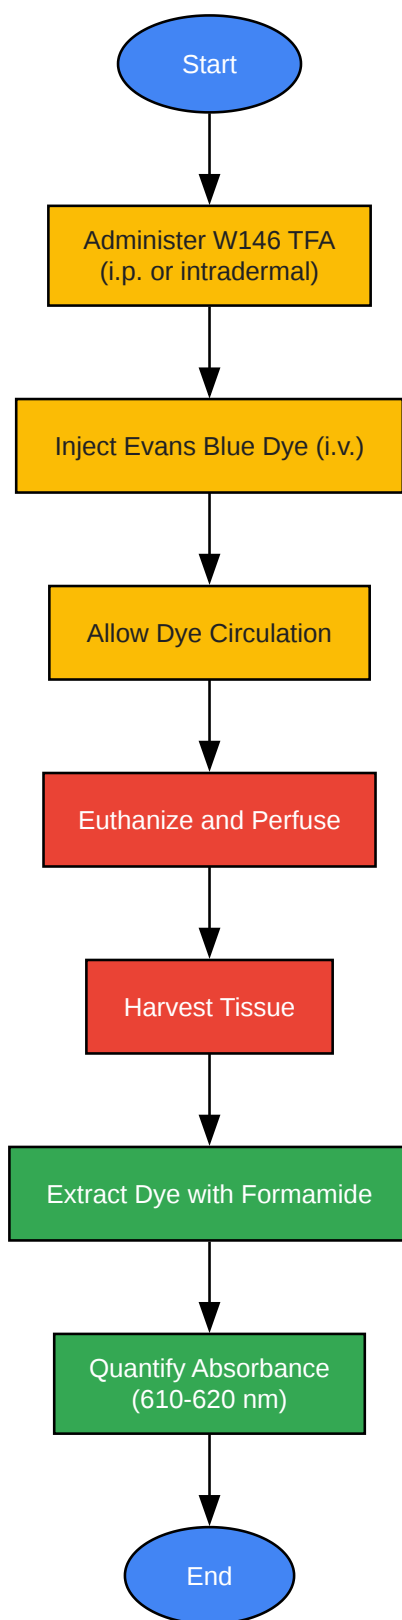 Start
Administer W146 TFA
(i.p. or intradermal)
Inject Evans Blue Dye (i.v.)
Allow Dye Circulation
Euthanize and Perfuse
Harvest Tissue
Extract Dye with Formamide
Quantify Absorbance
(610-620 nm)
End